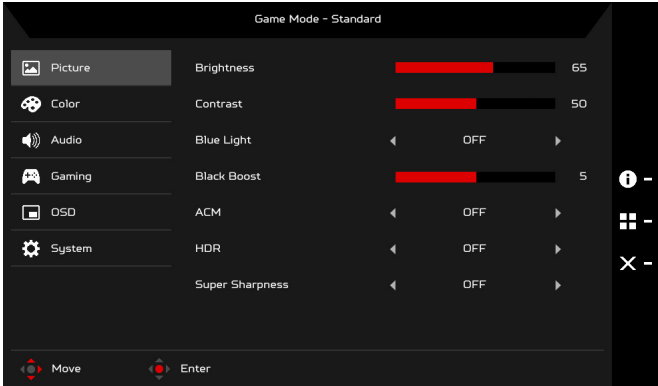 Game Mode - Standard
Picture
Brightness 65
Color
Contrast 50
Audio
Blue Light OFF
Gaming
Black Boost 5
OSD
ACM OFF
System
HDR OFF
Super Sharpness OFF
Move Enter